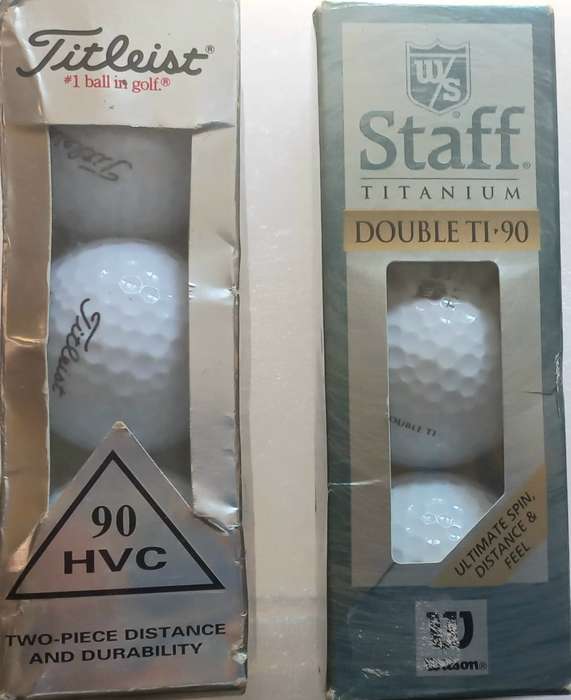 Titleist®
#1 ball in golf.®
Titleist
Titleist
90
HVC
TWO-PIECE DISTANCE
AND DURABILITY
W/S
Staff®
TITANIUM
DOUBLE TI·90
DOUBLE TI
ULTIMATE SPIN,
DISTANCE &
FEEL
W
Wilson®